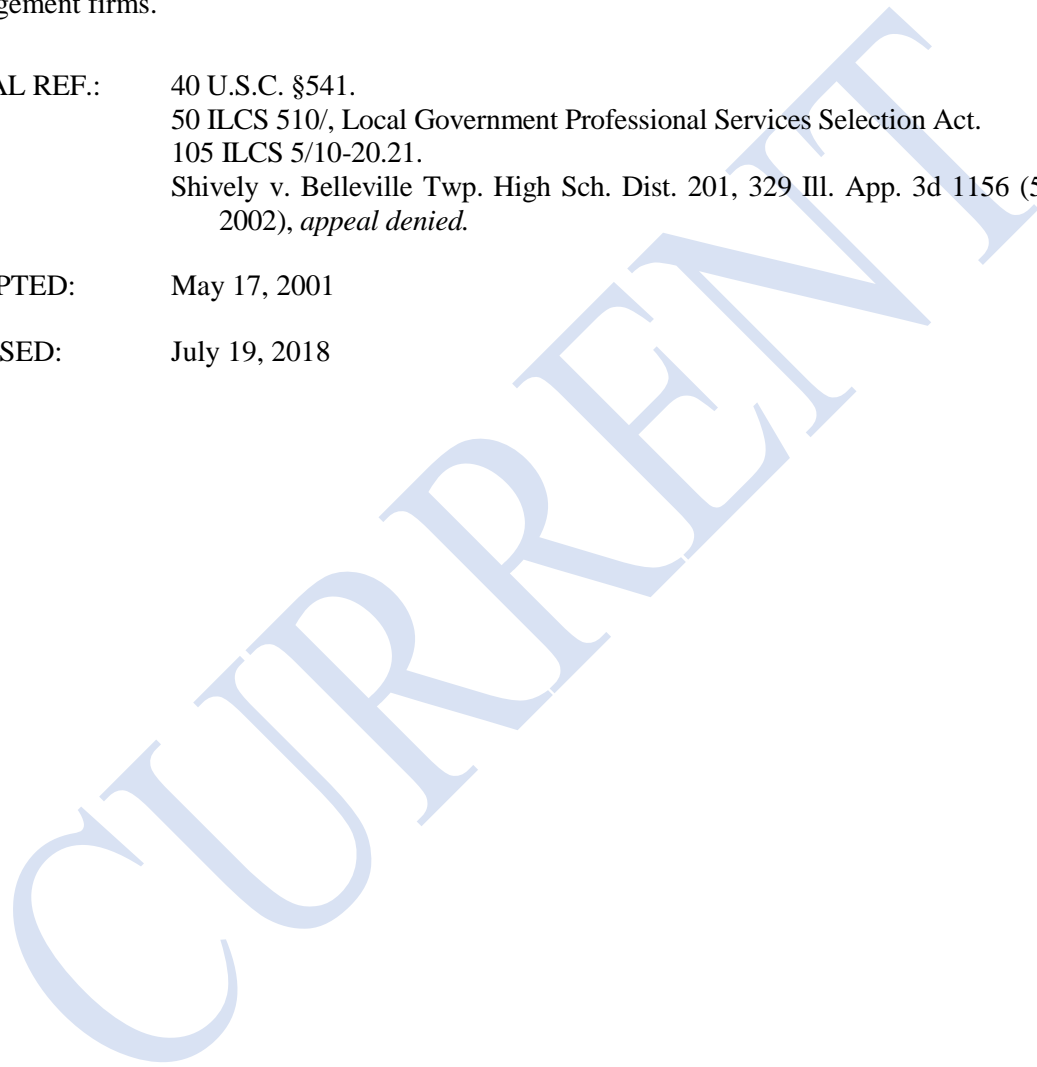 gement firms.
AL REF.: 40 U.S.C. §541.
50 ILCS 510/, Local Government Professional Services Selection Act.
105 ILCS 5/10-20.21.
Shively v. Belleville Twp. High Sch. Dist. 201, 329 Ill. App. 3d 1156 (5
2002), appeal denied.
PTED: May 17, 2001
SED: July 19, 2018
CURRENT